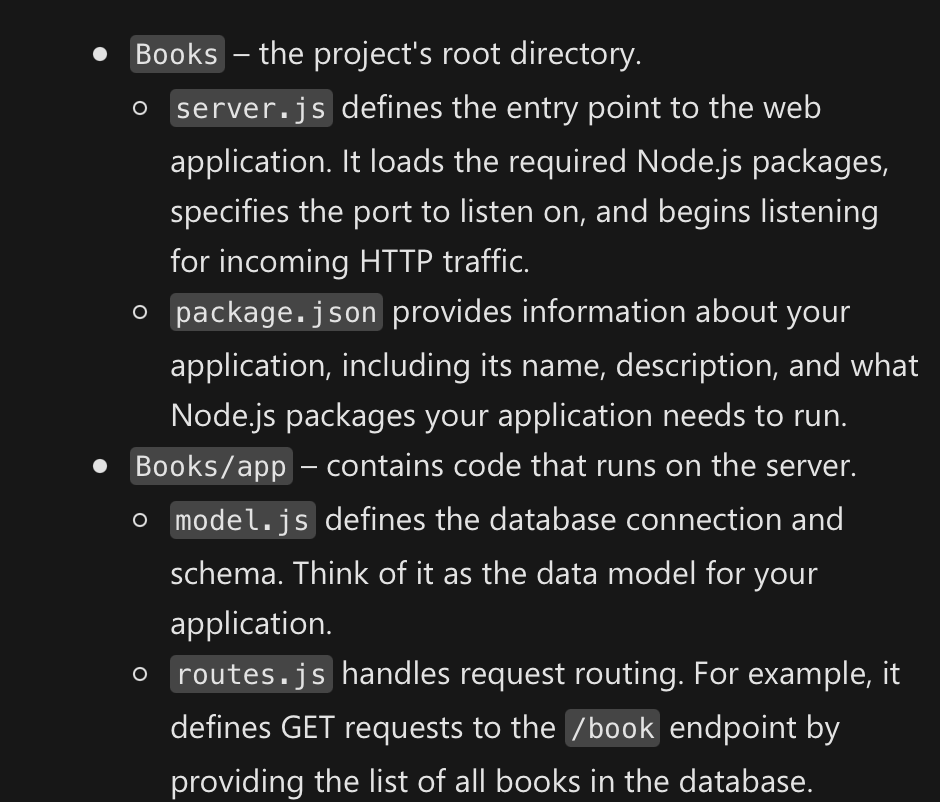 ● Books – the project's root directory.
○ server.js defines the entry point to the web
application. It loads the required Node.js packages,
specifies the port to listen on, and begins listening
for incoming HTTP traffic.
○ package.json provides information about your
application, including its name, description, and what
Node.js packages your application needs to run.
● Books/app – contains code that runs on the server.
○ model.js defines the database connection and
schema. Think of it as the data model for your
application.
○ routes.js handles request routing. For example, it
defines GET requests to the /book endpoint by
providing the list of all books in the database.